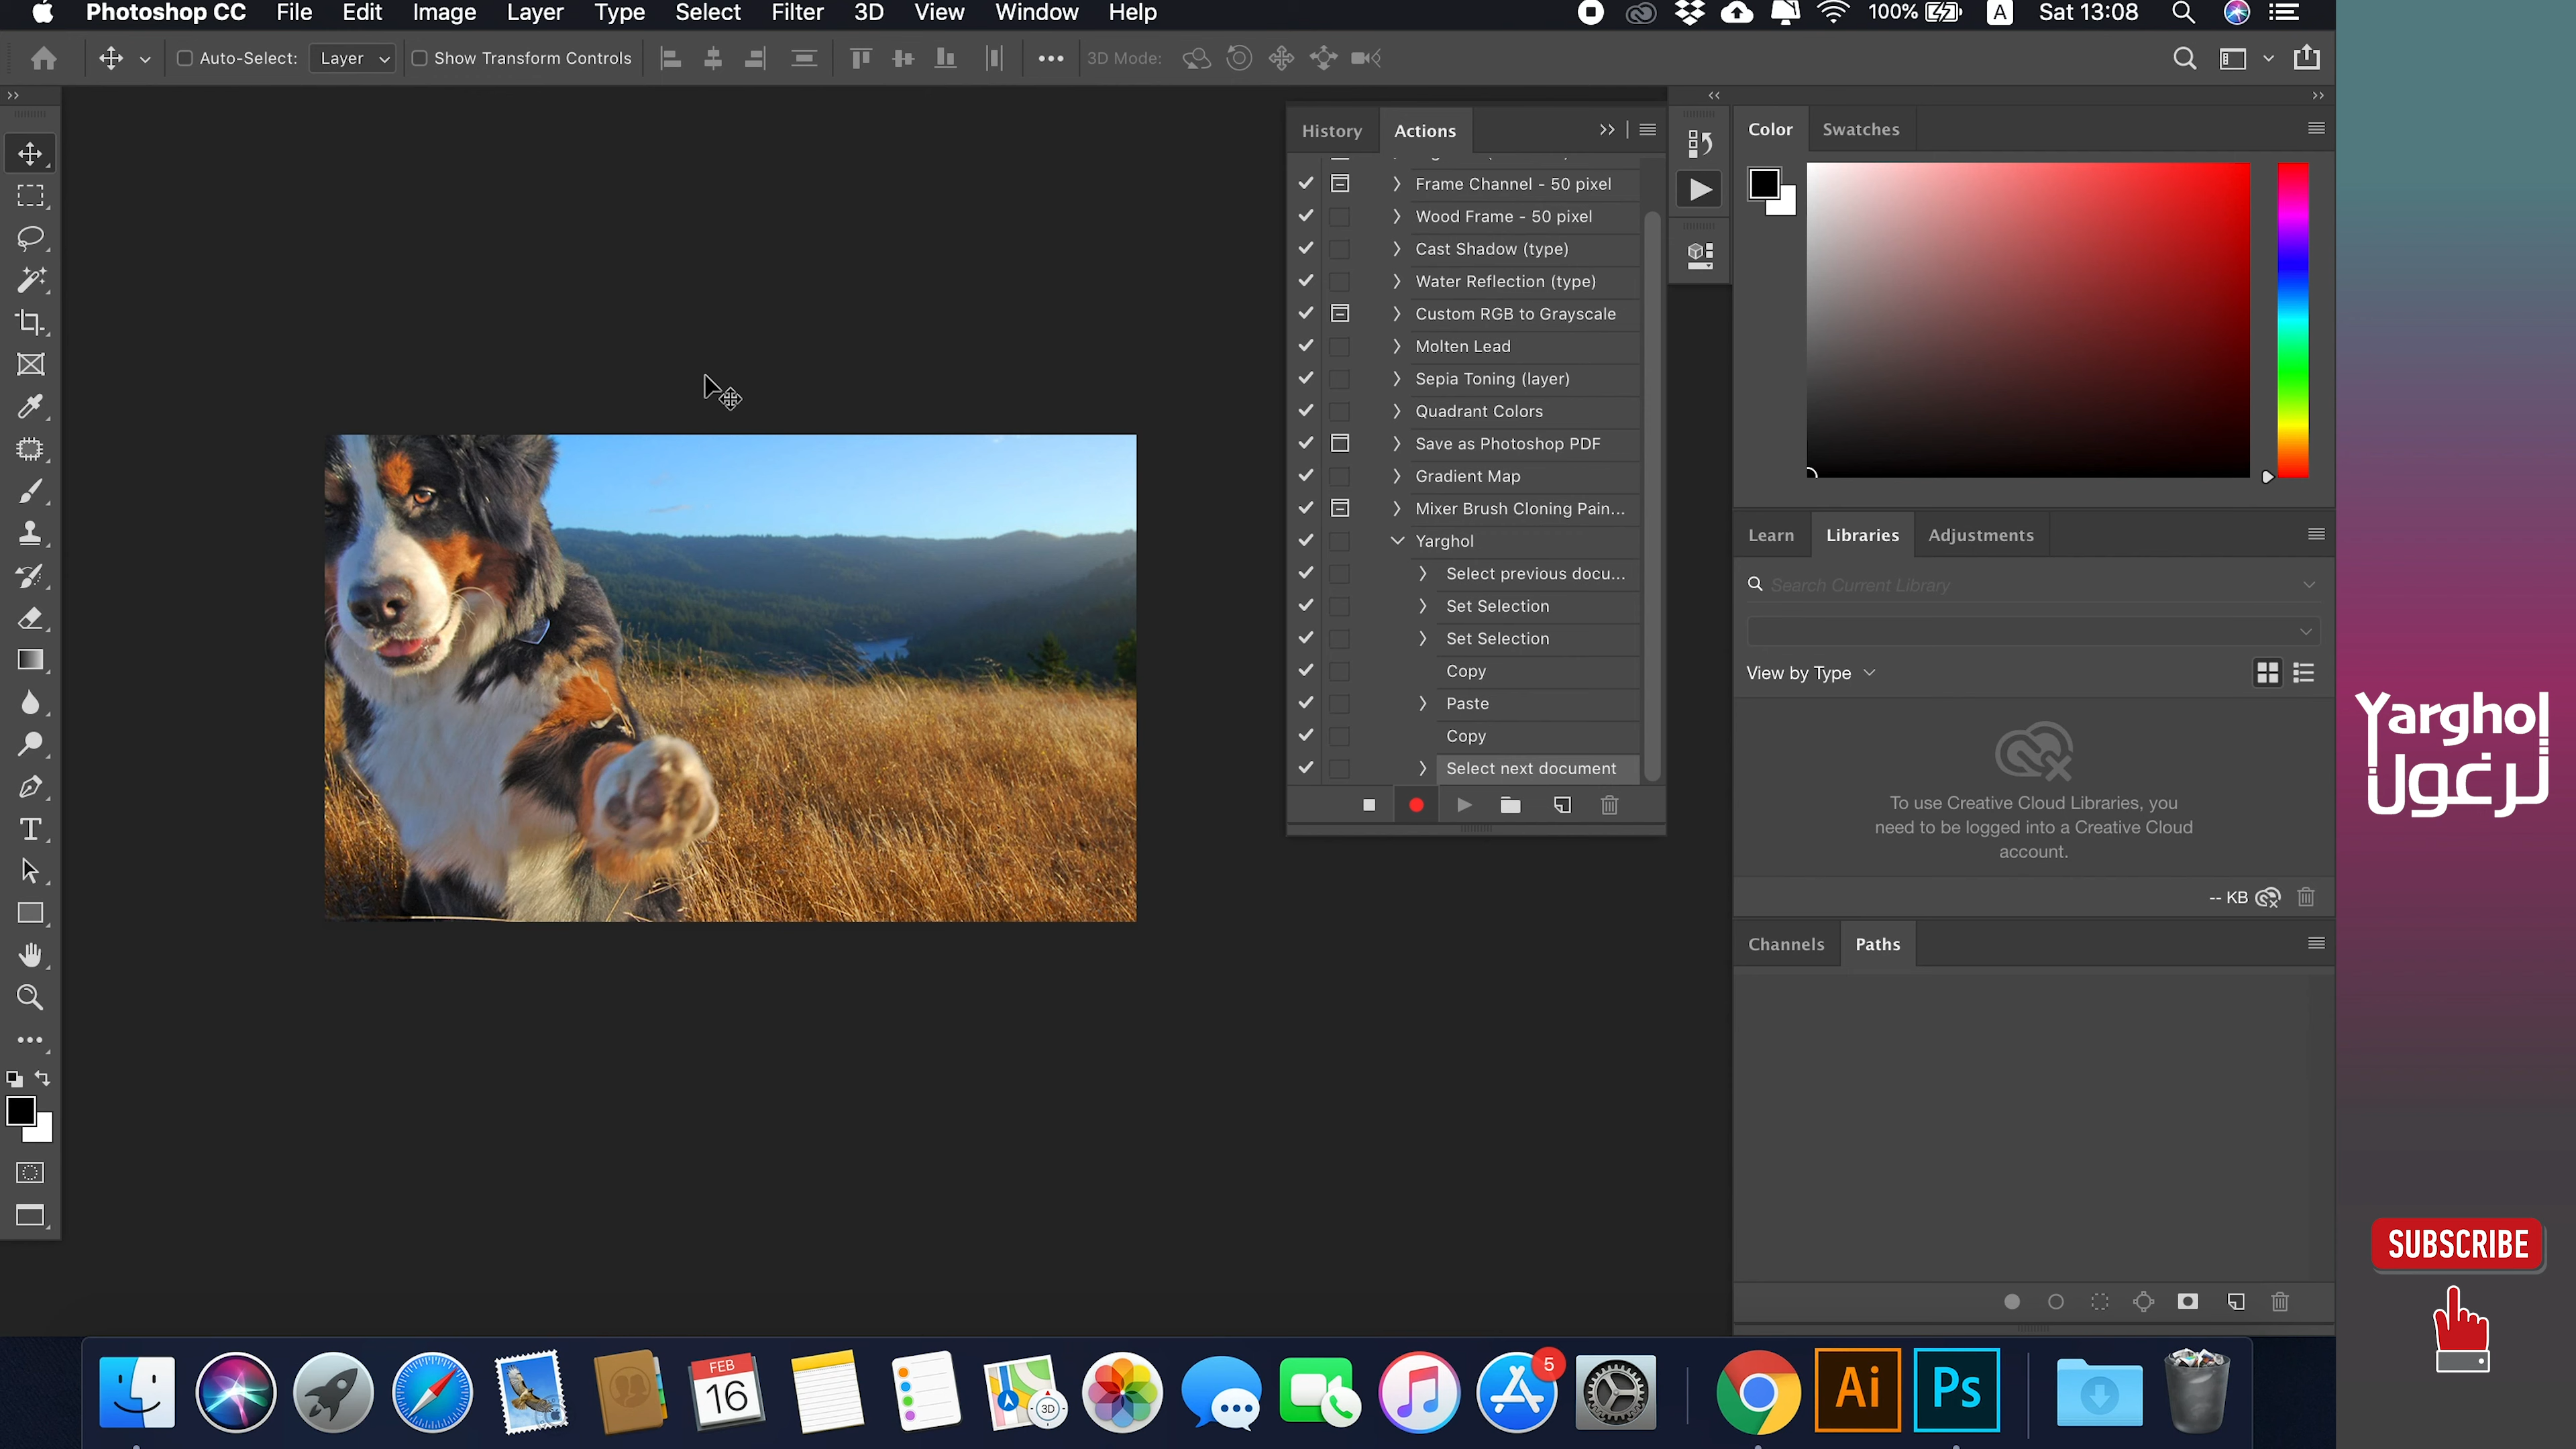 Photoshop CC File Edit Image Layer Type Select Filter 3D View Window Help 100% A Sat 13:08
Auto-Select: Layer Show Transform Controls 3D Mode:
History Actions
Frame Channel - 50 pixel
Wood Frame - 50 pixel
Cast Shadow (type)
Water Reflection (type)
Custom RGB to Grayscale
Molten Lead
Sepia Toning (layer)
Quadrant Colors
Save as Photoshop PDF
Gradient Map
Mixer Brush Cloning Pain...
Yarghol
Select previous docu...
Set Selection
Set Selection
Copy
Paste
Copy
Select next document
Color Swatches
Learn Libraries Adjustments
Search Current Library
View by Type
To use Creative Cloud Libraries, you
need to be logged into a Creative Cloud
account.
-- KB
Channels Paths
Yarghol
يرغول
SUBSCRIBE
FEB
16
3D
5
Ai
Ps